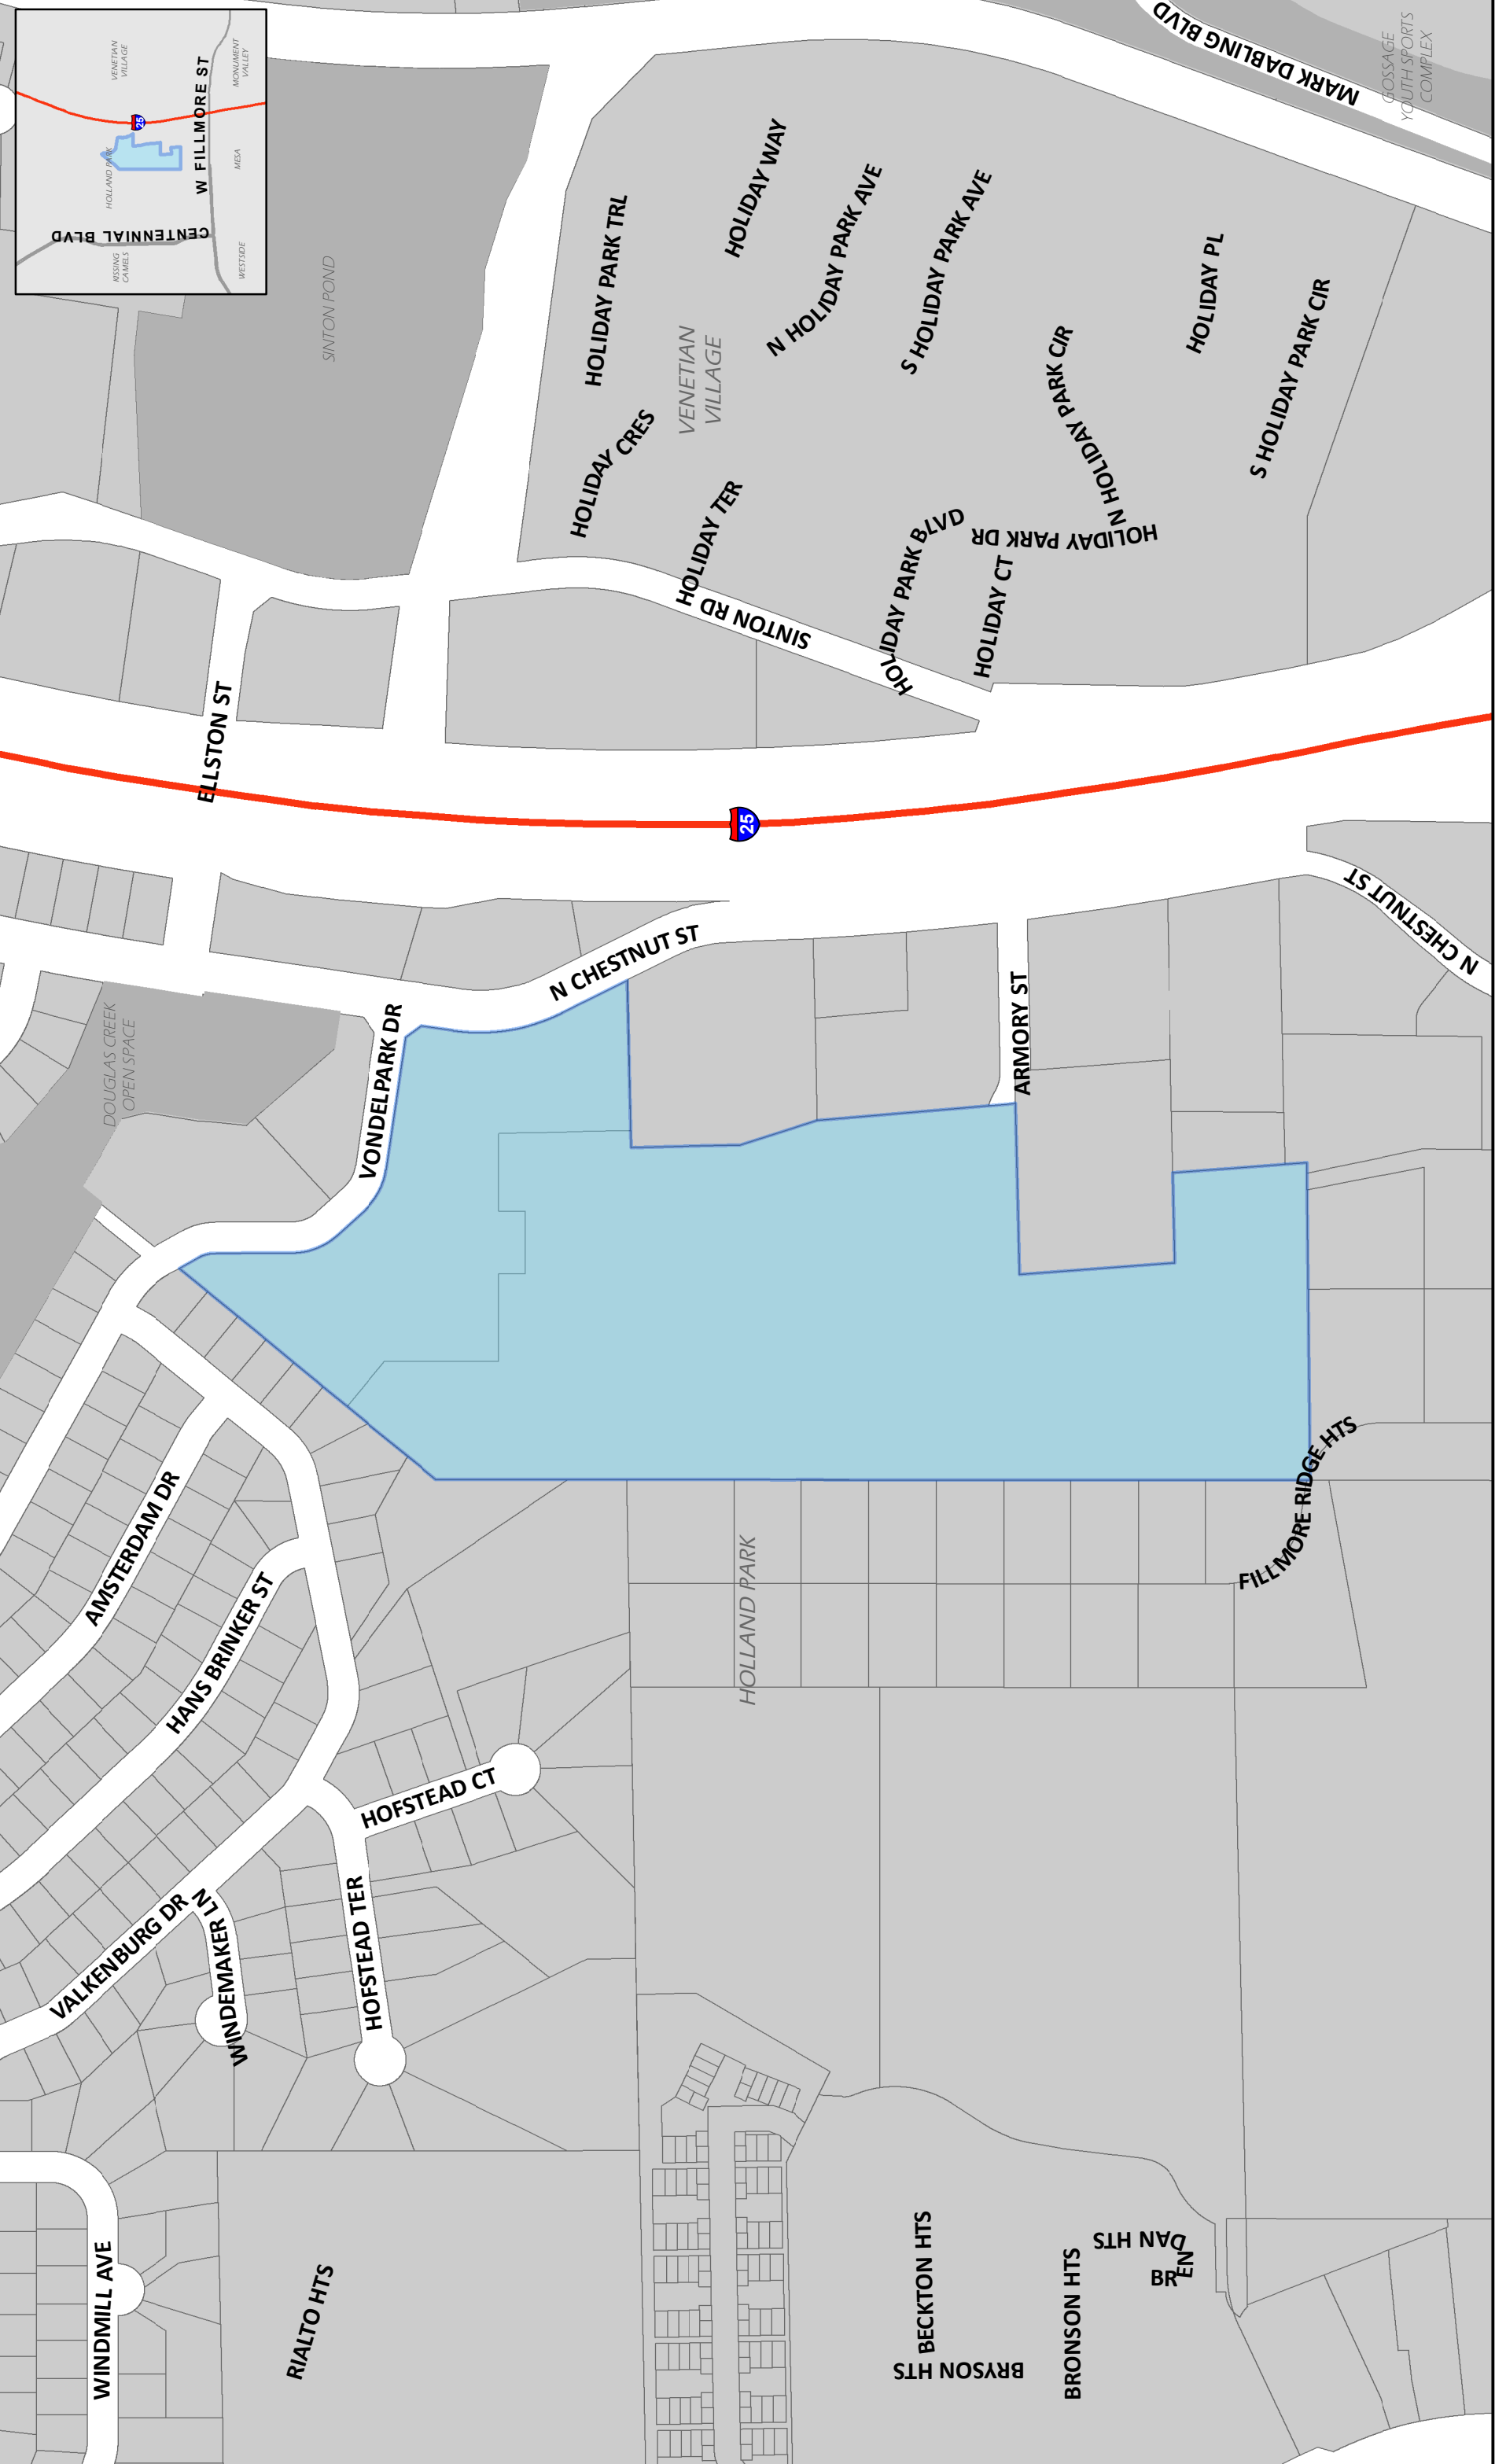 VENETIAN
VILLAGE
MONUMENT
VALLEY
W FILLMORE ST
25
HOLLAND PARK
MESA
CENTENNIAL BLVD
KISSING
CAMELS
WESTSIDE
MARK DABLING BLVD
GOSSAGE
YOUTH SPORTS
COMPLEX
SINTON POND
HOLIDAY PARK TRL
HOLIDAY WAY
N HOLIDAY PARK AVE
S HOLIDAY PARK AVE
HOLIDAY PL
S HOLIDAY PARK CIR
N HOLIDAY PARK CIR
VENETIAN
VILLAGE
HOLIDAY CRES
HOLIDAY TER
HOLIDAY PARK BLVD
HOLIDAY PARK DR
HOLIDAY CT
SINTON RD
ELLSTON ST
25
N CHESTNUT ST
N CHESTNUT ST
ARMORY ST
VONDELPARK DR
DOUGLAS CREEK
OPEN SPACE
AMSTERDAM DR
HANS BRINKER ST
HOLLAND PARK
FILLMORE RIDGE HTS
HOFSTEAD CT
HOFSTEAD TER
VALKENBURG DR
WINDEMAKER LN
WINDMILL AVE
RIALTO HTS
BECKTON HTS
BRYSON HTS
BRONSON HTS
BRENDAN HTS